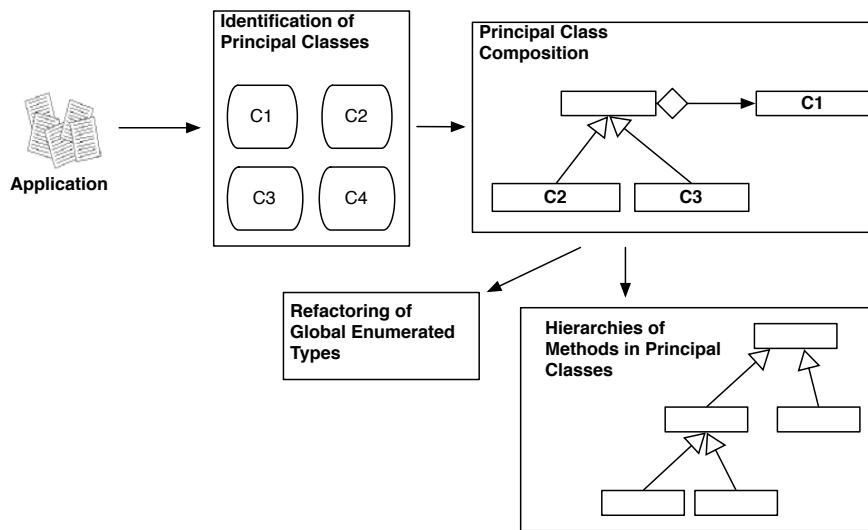 Identification of
Principal Classes
C1
C2
C3
C4
Application
Principal Class
Composition
C1
C2
C3
Refactoring of
Global Enumerated
Types
Hierarchies of
Methods in Principal
Classes